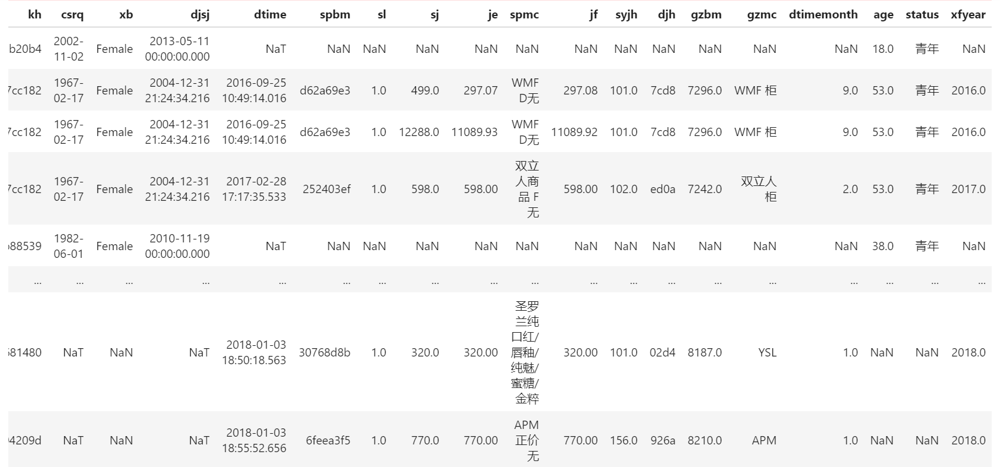 kh csrq xb djsj dtime spbm sl sj je spmc jf syjh djh gzbm gzmc dtimemonth age status xfyear
b20b4 2002-11-02 Female 2013-05-11 00:00:00.000 NaT NaN NaN NaN NaN NaN NaN NaN NaN NaN NaN NaN 18.0 青年 NaN
7cc182 1967-02-17 Female 2004-12-31 21:24:34.216 2016-09-25 10:49:14.016 d62a69e3 1.0 499.0 297.07 WMF D无 297.08 101.0 7cd8 7296.0 WMF 柜 9.0 53.0 青年 2016.0
7cc182 1967-02-17 Female 2004-12-31 21:24:34.216 2016-09-25 10:49:14.016 d62a69e3 1.0 12288.0 11089.93 WMF D无 11089.92 101.0 7cd8 7296.0 WMF 柜 9.0 53.0 青年 2016.0
7cc182 1967-02-17 Female 2004-12-31 21:24:34.216 2017-02-28 17:17:35.533 252403ef 1.0 598.0 598.00 双立人商品 F 无 598.00 102.0 ed0a 7242.0 双立人柜 2.0 53.0 青年 2017.0
88539 1982-06-01 Female 2010-11-19 00:00:00.000 NaT NaN NaN NaN NaN NaN NaN NaN NaN NaN NaN NaN 38.0 青年 NaN
... ... ... ... ... ... ... ... ... ... ... ... ... ... ... ... ... ... ...
81480 NaT NaN NaT 2018-01-03 18:50:18.563 30768d8b 1.0 320.0 320.00 圣罗兰纯口红/唇釉/纯魅/蜜糖/金粹 320.00 101.0 02d4 8187.0 YSL 1.0 NaN NaN 2018.0
4209d NaT NaN NaT 2018-01-03 18:55:52.656 6feea3f5 1.0 770.0 770.00 APM 正价无 770.00 156.0 926a 8210.0 APM 1.0 NaN NaN 2018.0